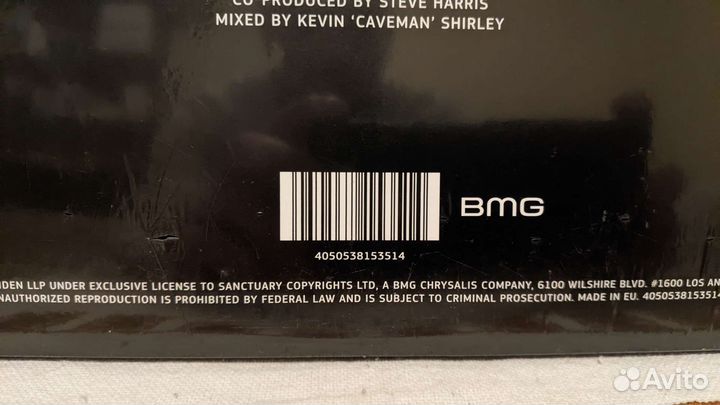 CO-PRODUCED BY STEVE HARRIS
MIXED BY KEVIN 'CAVEMAN' SHIRLEY
BMG
4050538153514
IDEN LLP UNDER EXCLUSIVE LICENSE TO SANCTUARY COPYRIGHTS LTD, A BMG CHRYSALIS COMPANY, 6100 WILSHIRE BLVD. #1600 LOS AN
NAUTHORIZED REPRODUCTION IS PROHIBITED BY FEDERAL LAW AND IS SUBJECT TO CRIMINAL PROSECUTION. MADE IN EU. 4050538153514
Avito